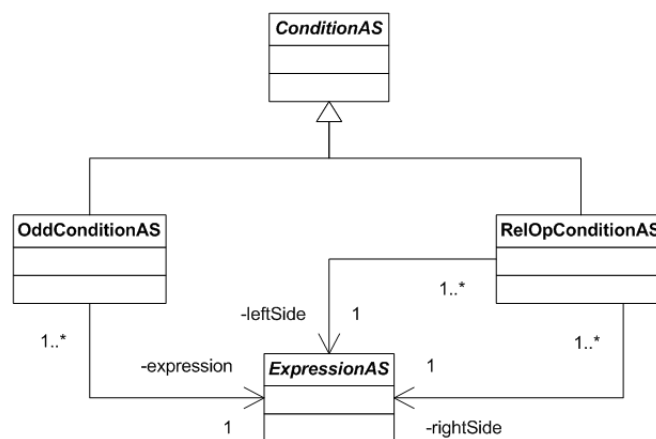 ConditionAS
OddConditionAS
RelOpConditionAS
1..*
-leftSide
1
1..*
1..*
-expression
ExpressionAS
1
1
-rightSide